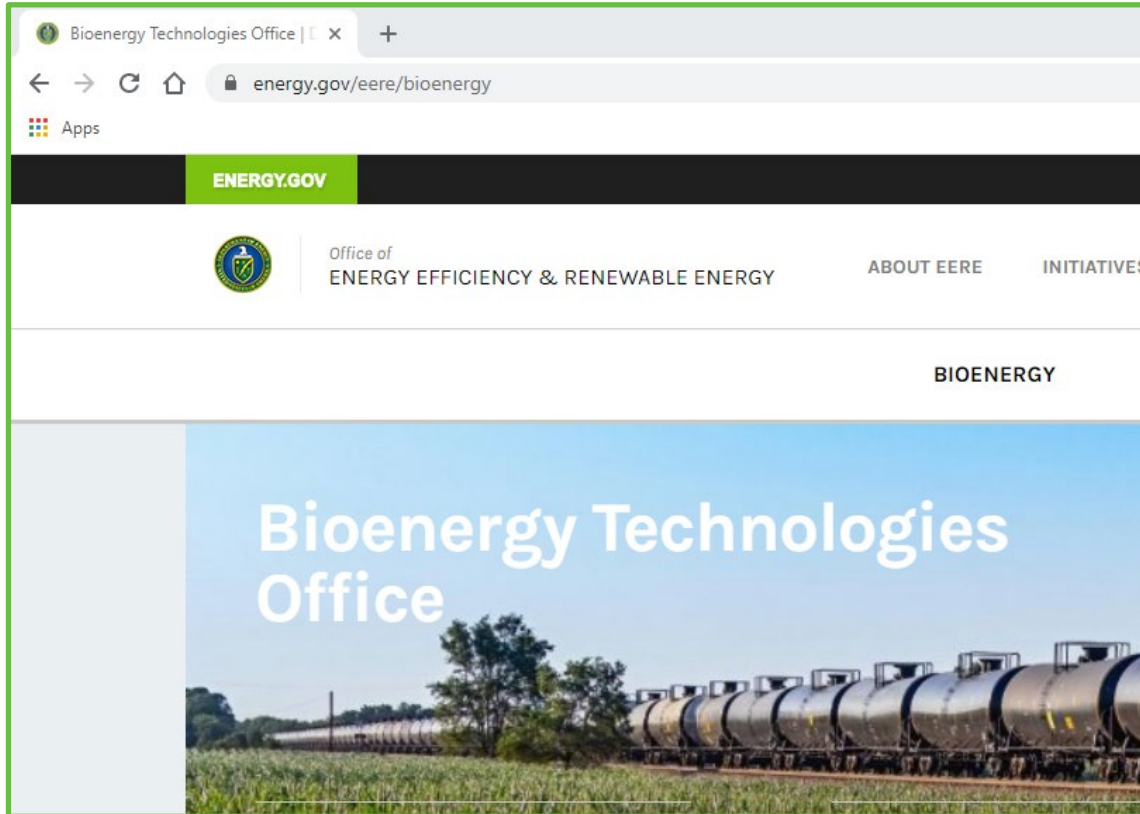 Bioenergy Technologies Office |
energy.gov/eere/bioenergy
Apps
ENERGY.GOV
Office of
ENERGY EFFICIENCY & RENEWABLE ENERGY
ABOUT EERE
INITIATIVES
BIOENERGY
Bioenergy Technologies
Office